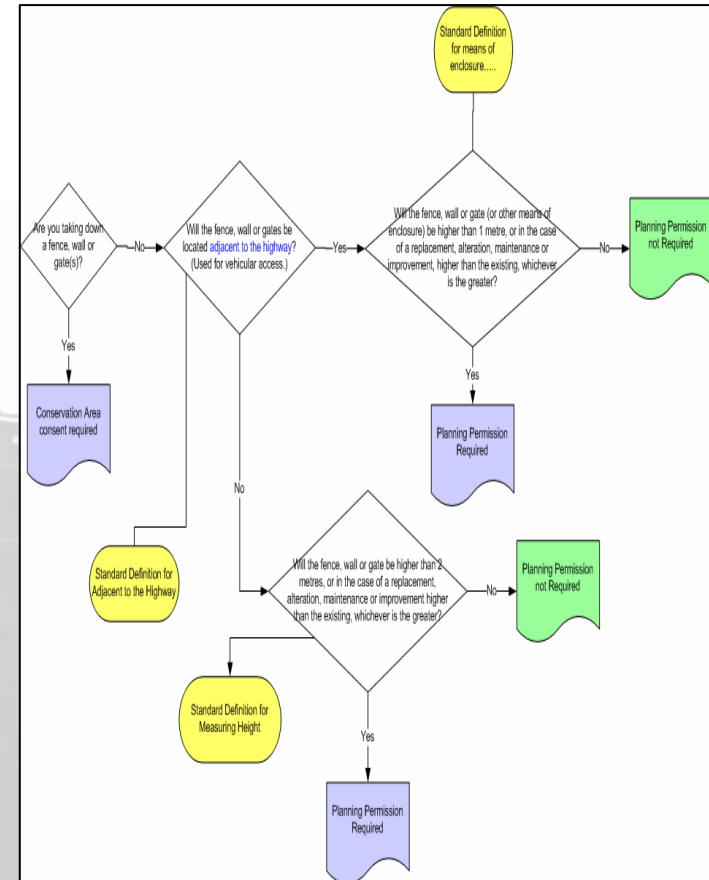 Standard Definition
for means of
enclosure.....
Are you taking down
a fence, wall or
gate(s)?
No
Will the fence, wall or gates be
located adjacent to the highway?
(Used for vehicular access.)
Yes
Will the fence, wall or gate (or other means of
enclosure) be higher than 1 metre, or in the case
of a replacement, alteration, maintenance or
improvement, higher than the existing, whichever
is the greater?
No
Planning Permission
not Required
Yes
Conservation Area
consent required
Yes
Planning Permission
Required
No
Standard Definition for
Adjacent to the Highway
Will the fence, wall or gate be higher than 2
metres, or in the case of a replacement,
alteration, maintenance or improvement higher
than the existing, whichever is the greater?
No
Planning Permission
not Required
Standard Definition for
Measuring Height
Yes
Planning Permission
Required